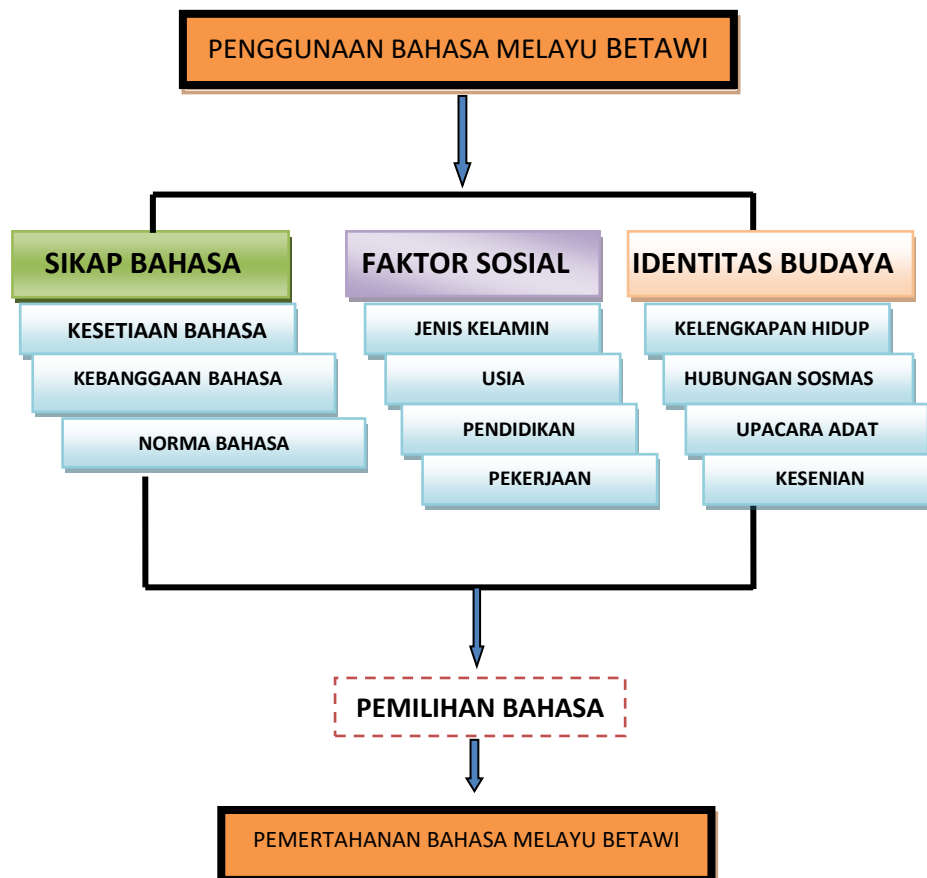 PENGGUNAAN BAHASA MELAYU BETAWI
SIKAP BAHASA
KESETIAAN BAHASA
KEBANGGAAN BAHASA
NORMA BAHASA
FAKTOR SOSIAL
JENIS KELAMIN
USIA
PENDIDIKAN
PEKERJAAN
IDENTITAS BUDAYA
KELENGKAPAN HIDUP
HUBUNGAN SOSMAS
UPACARA ADAT
KESENIAN
PEMILIHAN BAHASA
PEMERTAHANAN BAHASA MELAYU BETAWI